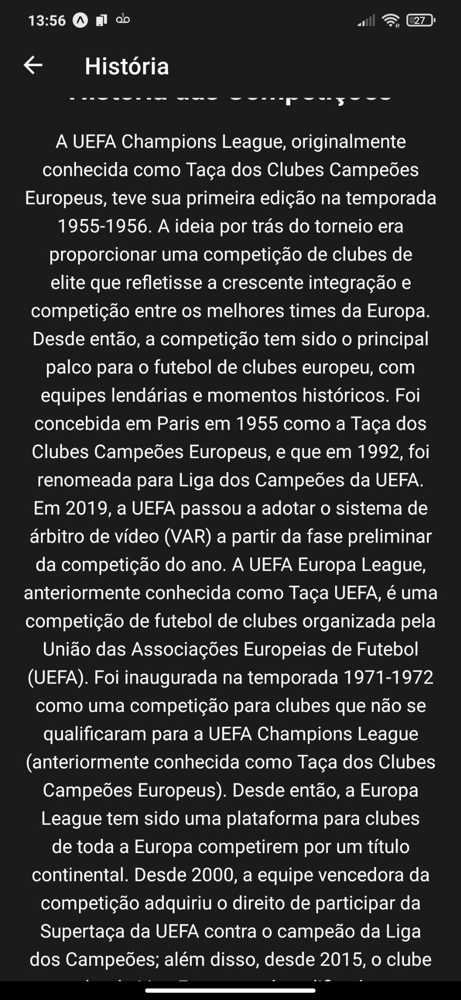 13:56
27
História
História das Competições
A UEFA Champions League, originalmente
conhecida como Taça dos Clubes Campeões
Europeus, teve sua primeira edição na temporada
1955-1956. A ideia por trás do torneio era
proporcionar uma competição de clubes de
elite que refletisse a crescente integração e
competição entre os melhores times da Europa.
Desde então, a competição tem sido o principal
palco para o futebol de clubes europeu, com
equipes lendárias e momentos históricos. Foi
concebida em Paris em 1955 como a Taça dos
Clubes Campeões Europeus, e que em 1992, foi
renomeada para Liga dos Campeões da UEFA.
Em 2019, a UEFA passou a adotar o sistema de
árbitro de vídeo (VAR) a partir da fase preliminar
da competição do ano. A UEFA Europa League,
anteriormente conhecida como Taça UEFA, é uma
competição de futebol de clubes organizada pela
União das Associações Europeias de Futebol
(UEFA). Foi inaugurada na temporada 1971-1972
como uma competição para clubes que não se
qualificaram para a UEFA Champions League
(anteriormente conhecida como Taça dos Clubes
Campeões Europeus). Desde então, a Europa
League tem sido uma plataforma para clubes
de toda a Europa competirem por um título
continental. Desde 2000, a equipe vencedora da
competição adquiriu o direito de participar da
Supertaça da UEFA contra o campeão da Liga
dos Campeões; além disso, desde 2015, o clube